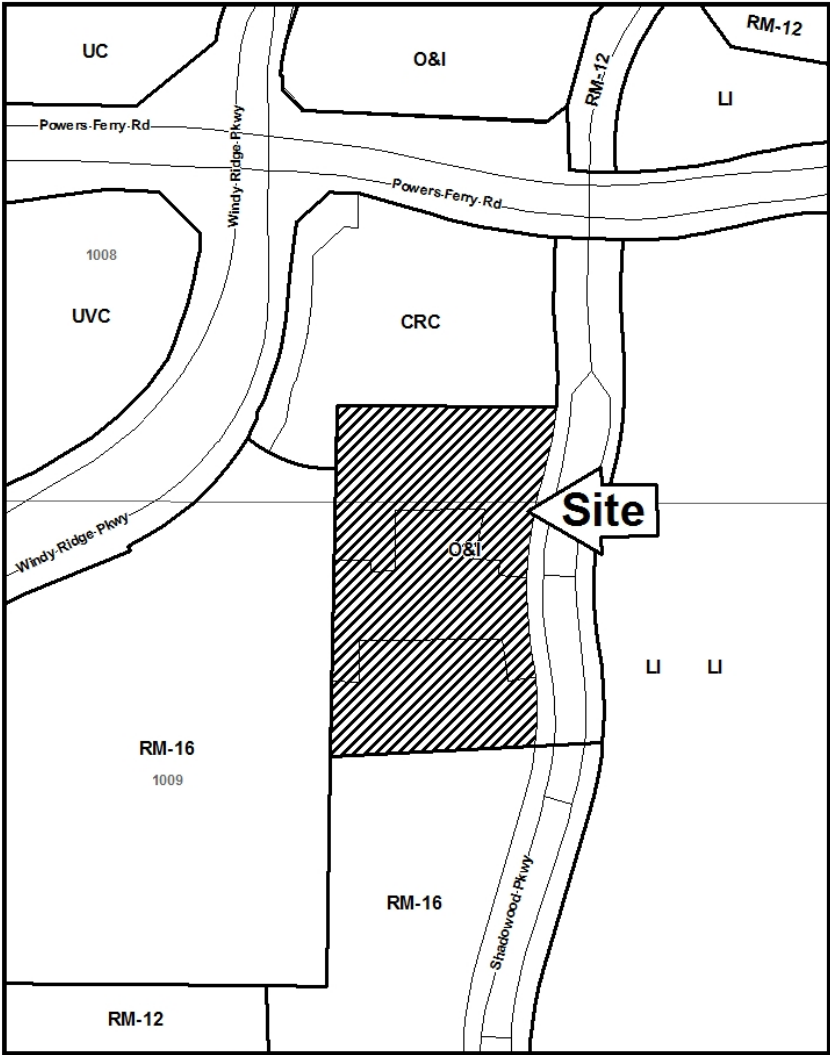 RM-12
UC
O&I
RM-12
LI
Powers-Ferry-Rd
Windy-Ridge-Pkwy
Powers-Ferry-Rd
1008
UVC
CRC
Site
Windy-Ridge-Pkwy
O&I
LI
LI
RM-16
1009
RM-16
Shadowood-Pkwy
RM-12